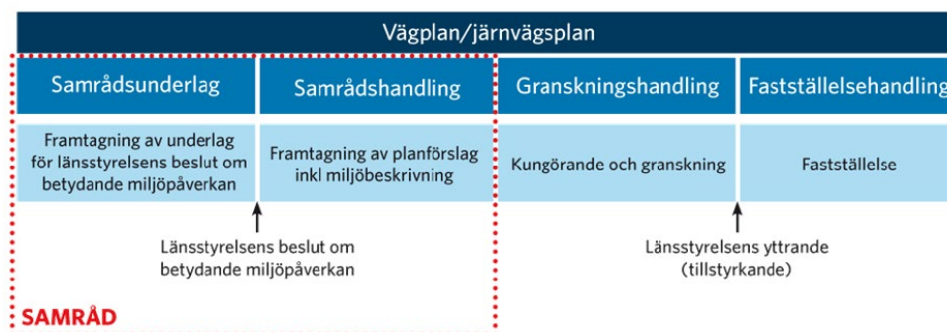 Vägplan/järnvägsplan
Samrådsunderlag
Samrådshandling
Granskningshandling
Fastställelsehandling
Framtagning av underlag
för länsstyrelsens beslut om
betydande miljöpåverkan
Framtagning av planförslag
inkl miljöbeskrivning
Kungörande och granskning
Fastställelse
Länsstyrelsens beslut om
betydande miljöpåverkan
Länsstyrelsens yttrande
(tillstyrkande)
SAMRÅD